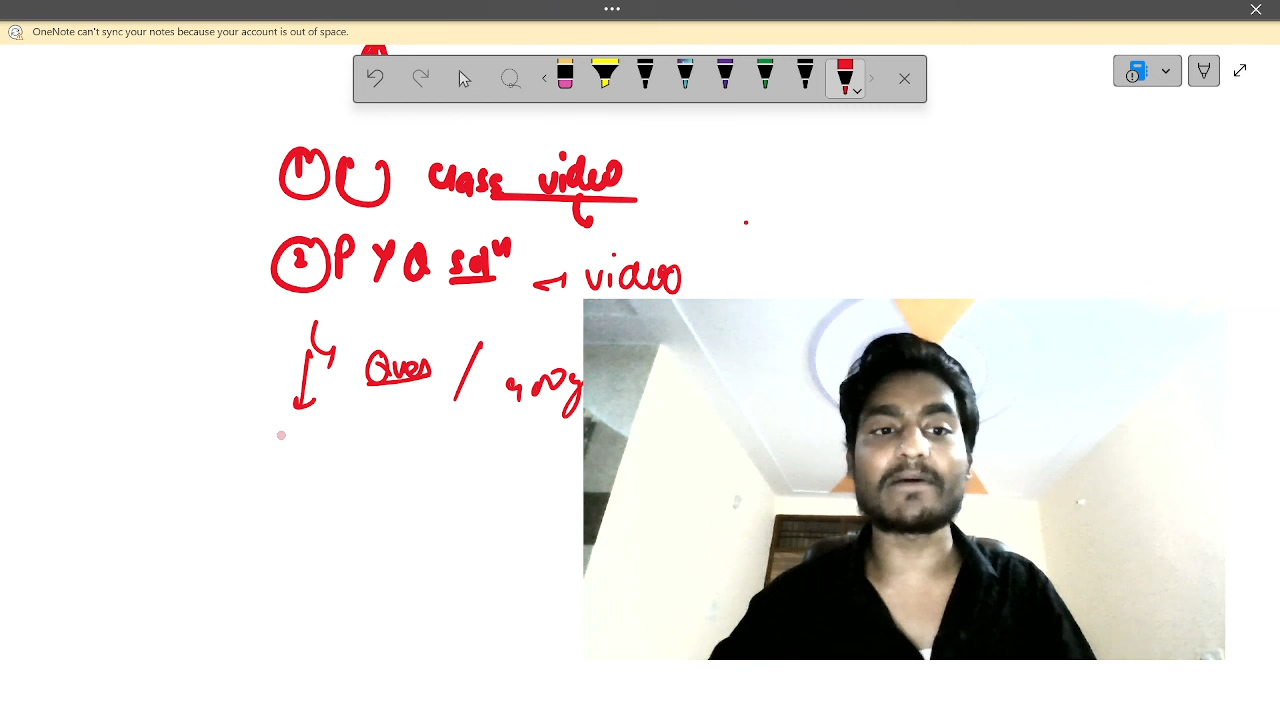 OneNote can't sync your notes because your account is out of space.
1 class video
2 PYQ solⁿ video
Ques /